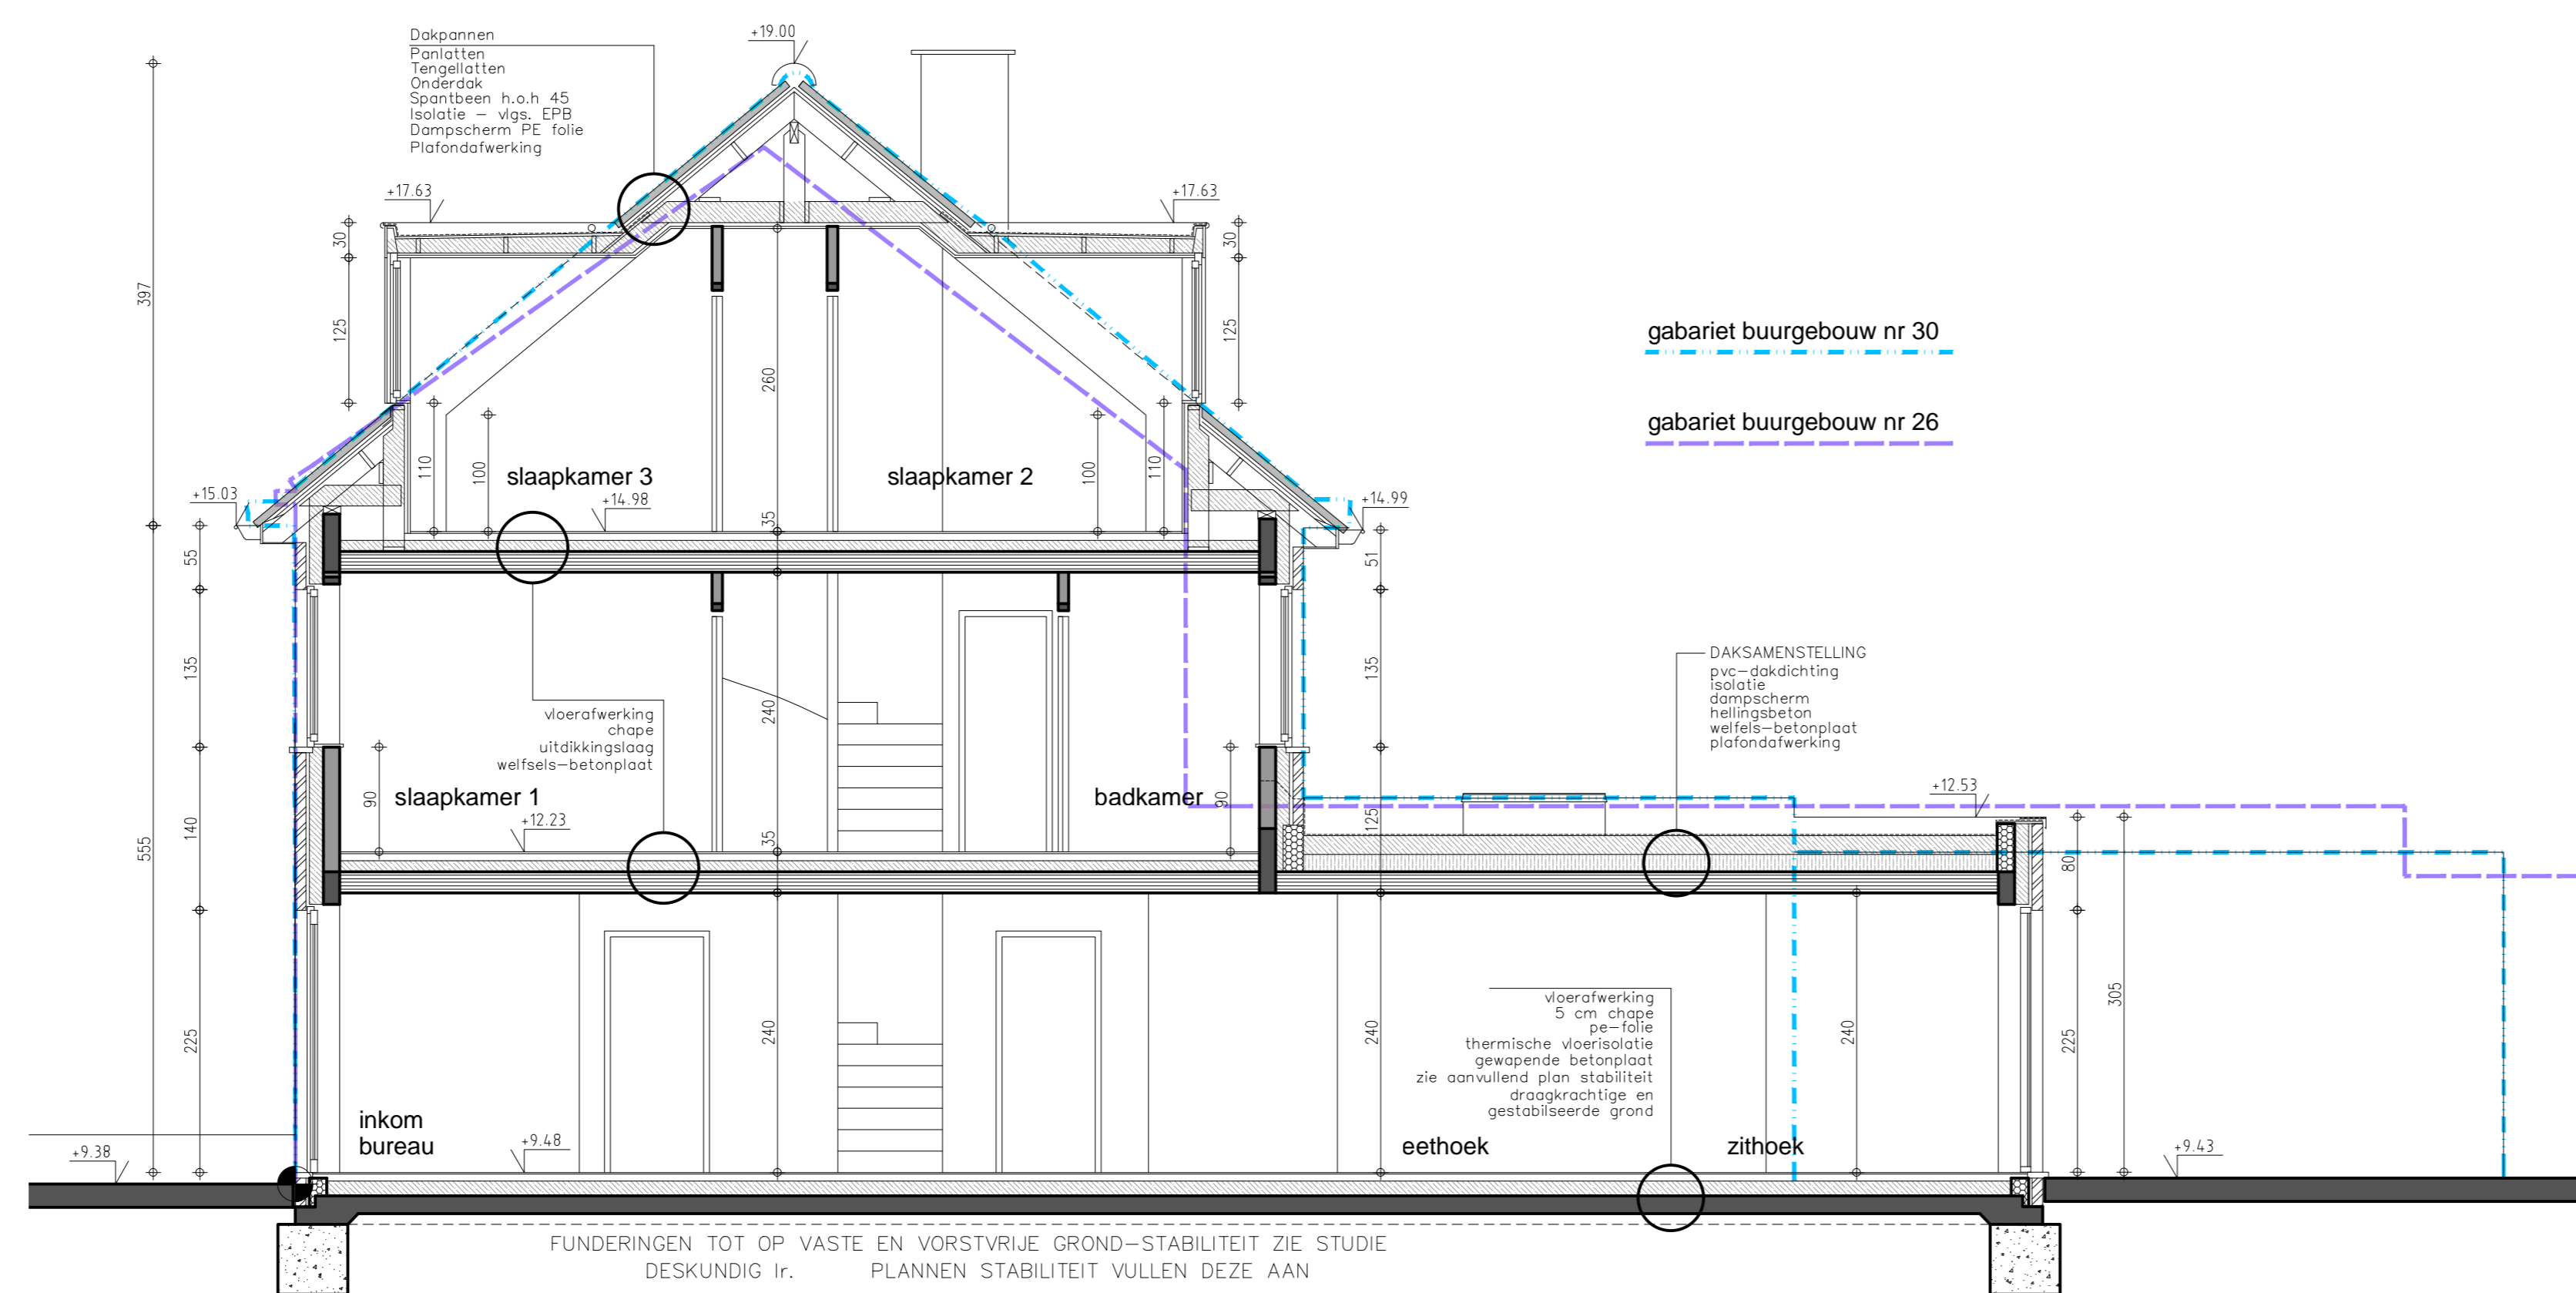 Dakpannen
Panlatten
Tengellatten
Onderdak
Spantbeen h.o.h 45
Isolatie – vlgs. EPB
Dampscherm PE folie
Plafondafwerking
+19.00
+17.63
+17.63
30
30
397
125
125
260
gabariet buurgebouw nr 30
gabariet buurgebouw nr 26
110
100
slaapkamer 3
slaapkamer 2
100
110
+15.03
+14.98
+14.99
35
55
51
135
135
240
DAKSAMENSTELLING
pvc–dakdichting
isolatie
dampscherm
hellingsbeton
welfels–betonplaat
plafondafwerking
vloerafwerking
chape
uitdikkingslaag
welfsels–betonplaat
90
slaapkamer 1
badkamer
90
+12.23
+12.53
140
35
125
555
80
225
240
240
240
225
305
vloerafwerking
5 cm chape
pe–folie
thermische vloerisolatie
gewapende betonplaat
zie aanvullend plan stabiliteit
draagkrachtige en
gestabilseerde grond
inkom
bureau
+9.48
eethoek
zithoek
+9.38
+9.43
FUNDERINGEN TOT OP VASTE EN VORSTVRIJE GROND–STABILITEIT ZIE STUDIE
DESKUNDIG Ir. PLANNEN STABILITEIT VULLEN DEZE AAN